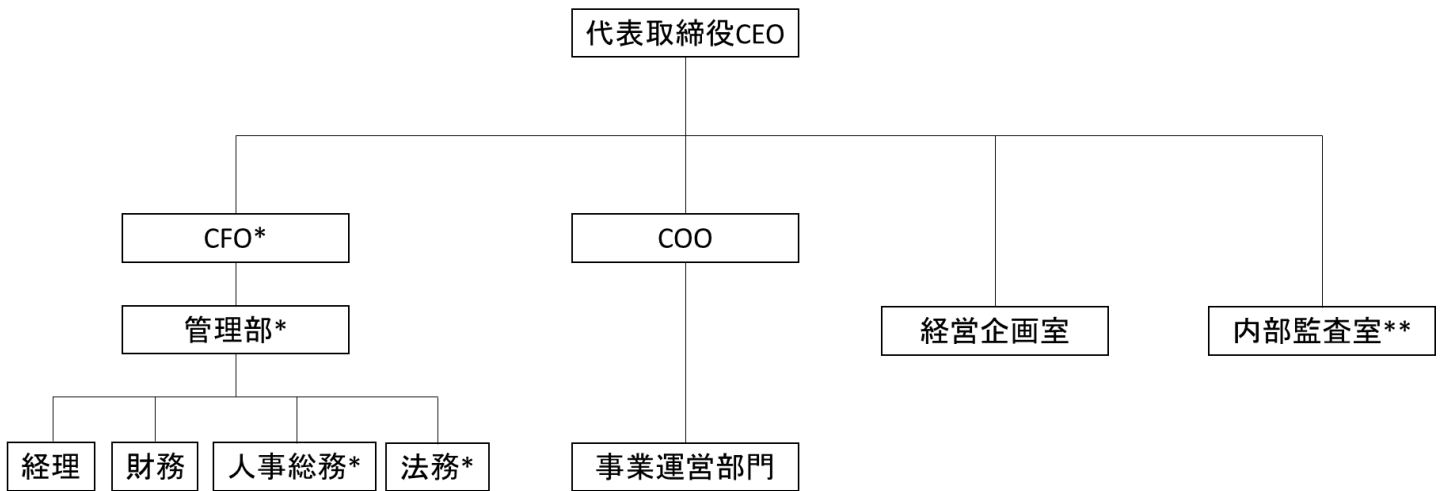 代表取締役CEO
CFO*
COO
管理部*
経営企画室
内部監査室**
経理
財務
人事総務*
法務*
事業運営部門